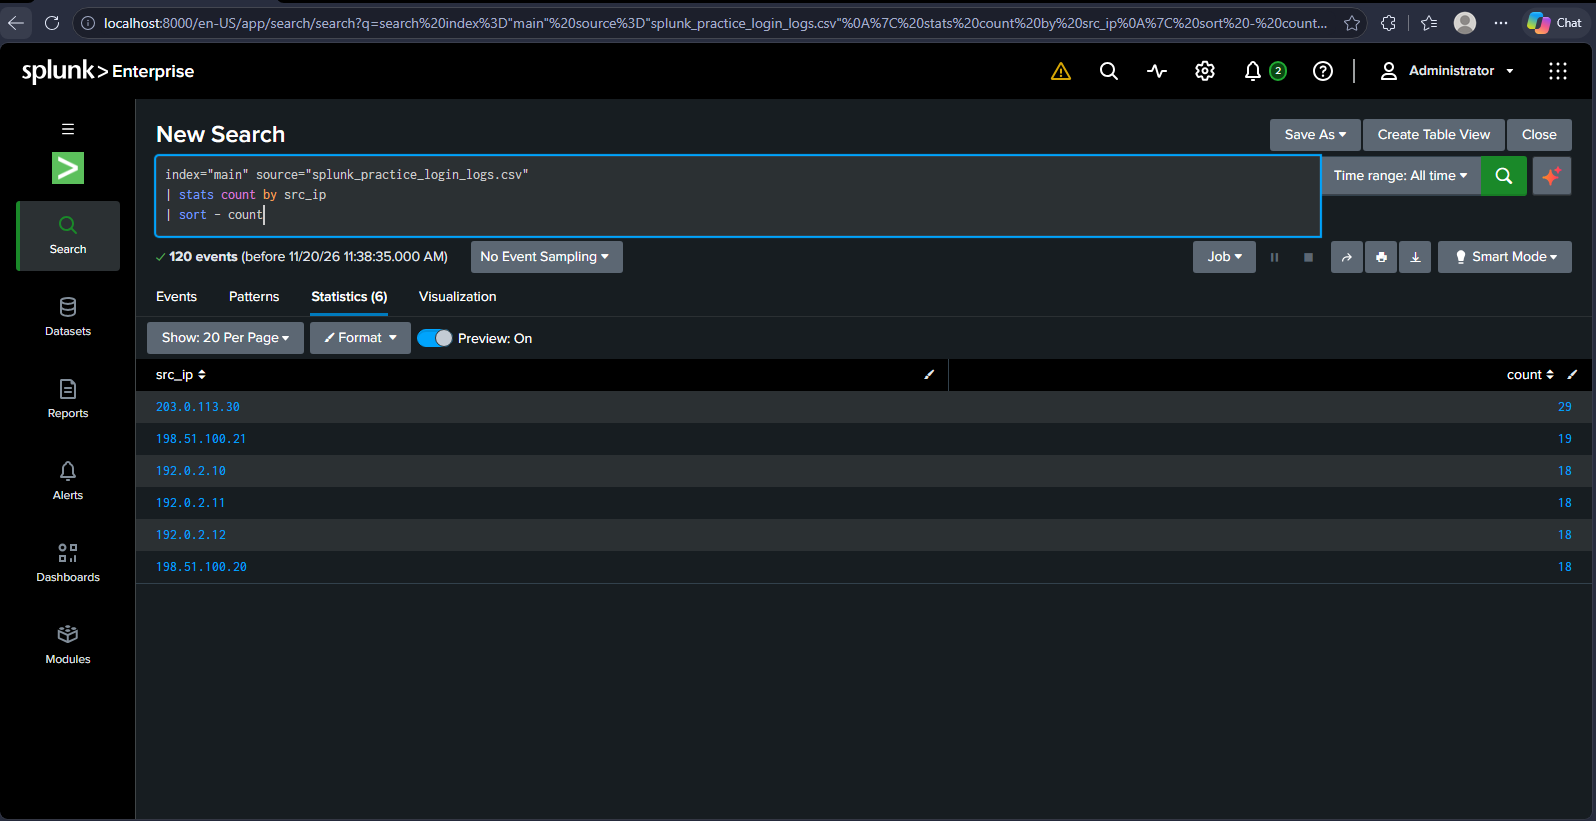 localhost:8000/en-US/app/search/search?q=search%20index%3D"main"%20source%3D"splunk_practice_login_logs.csv"%0A%7C%20stats%20count%20by%20src_ip%0A%7C%20sort%20-%20count...
Chat
splunk>Enterprise
2
Administrator
New Search
Save As
Create Table View
Close
index="main" source="splunk_practice_login_logs.csv"
| stats count by src_ip
| sort - count
Time range: All time
120 events (before 11/20/26 11:38:35.000 AM)
No Event Sampling
Job
Smart Mode
Events
Patterns
Statistics (6)
Visualization
Show: 20 Per Page
Format
Preview: On
src_ip count
203.0.113.30 29
198.51.100.21 19
192.0.2.10 18
192.0.2.11 18
192.0.2.12 18
198.51.100.20 18
Search
Datasets
Reports
Alerts
Dashboards
Modules